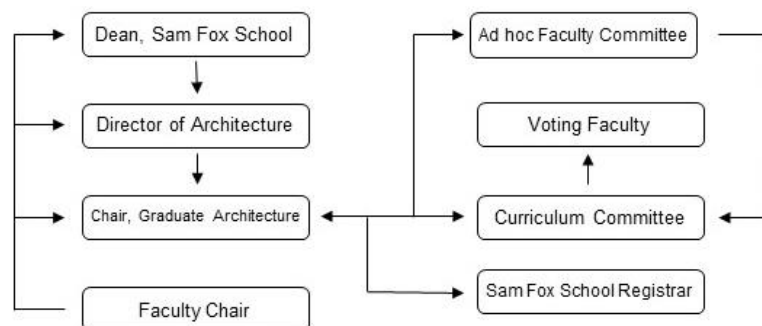 Dean, Sam Fox School
Ad hoc Faculty Committee
Director of Architecture
Voting Faculty
Chair, Graduate Architecture
Curriculum Committee
Sam Fox School Registrar
Faculty Chair